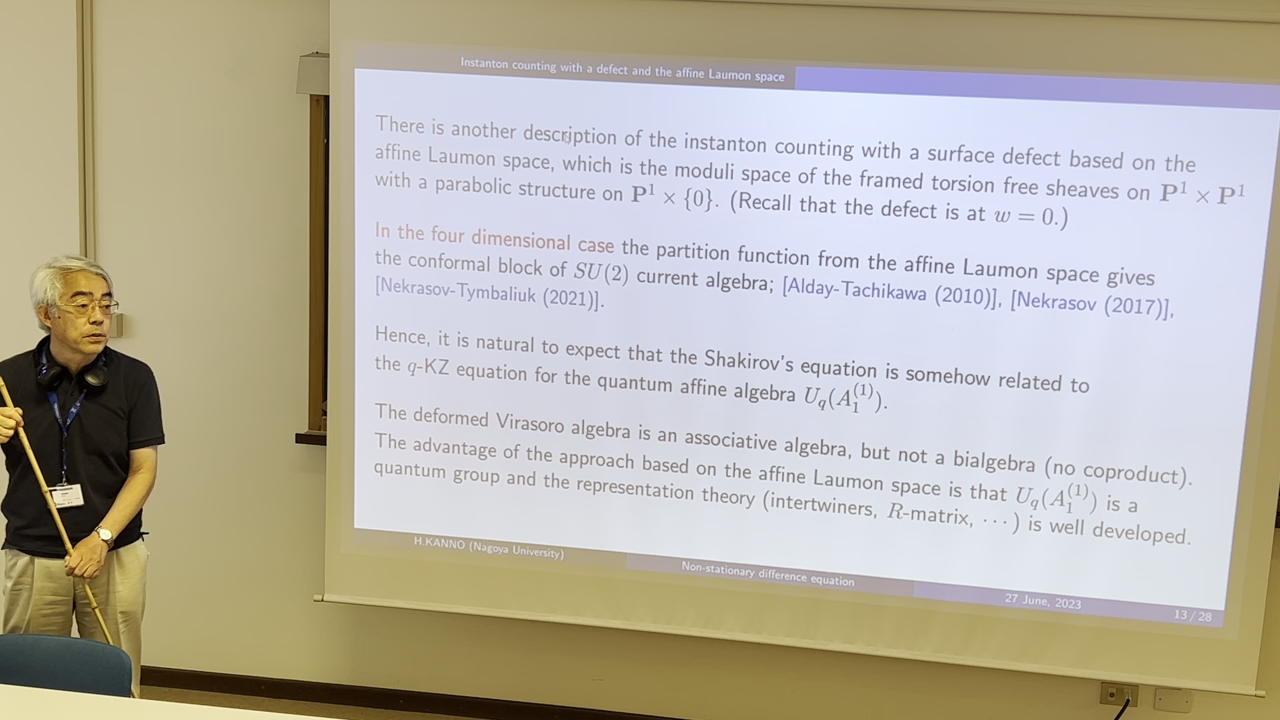 Instanton counting with a defect and the affine Laumon space
There is another description of the instanton counting with a surface defect based on the
affine Laumon space, which is the moduli space of the framed torsion free sheaves on P¹ × P¹
with a parabolic structure on P¹ × {0}. (Recall that the defect is at w = 0.)
In the four dimensional case the partition function from the affine Laumon space gives
the conformal block of SU(2) current algebra; [Alday-Tachikawa (2010)], [Nekrasov (2017)],
[Nekrasov-Tymbaliuk (2021)].
Hence, it is natural to expect that the Shakirov's equation is somehow related to
the q-KZ equation for the quantum affine algebra U_q(A_1^{(1)}).
The deformed Virasoro algebra is an associative algebra, but not a bialgebra (no coproduct).
The advantage of the approach based on the affine Laumon space is that U_q(A_1^{(1)}) is a
quantum group and the representation theory (intertwiners, R-matrix, ···) is well developed.
H.KANNO (Nagoya University)
Non-stationary difference equation
27 June, 2023
13 / 28